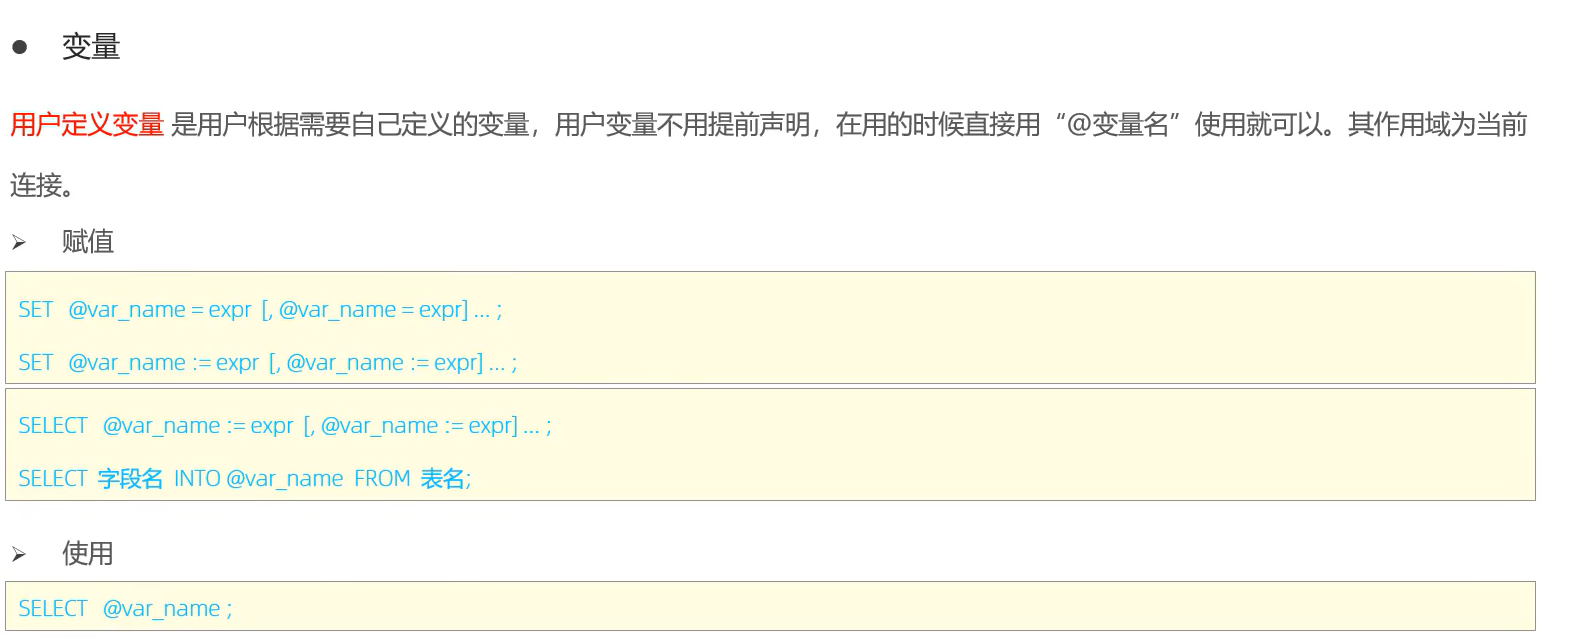 ● 变量
用户定义变量 是用户根据需要自己定义的变量，用户变量不用提前声明，在用的时候直接用“@变量名”使用就可以。其作用域为当前
连接。
➢ 赋值
SET @var_name = expr [, @var_name = expr] ... ;
SET @var_name := expr [, @var_name := expr] ... ;
SELECT @var_name := expr [, @var_name := expr] ... ;
SELECT 字段名 INTO @var_name FROM 表名;
➢ 使用
SELECT @var_name ;